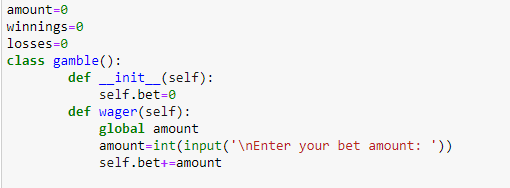 amount=0
winnings=0
losses=0
class gamble():
        def __init__(self):
            self.bet=0
        def wager(self):
            global amount
            amount=int(input('\nEnter your bet amount: '))
            self.bet+=amount